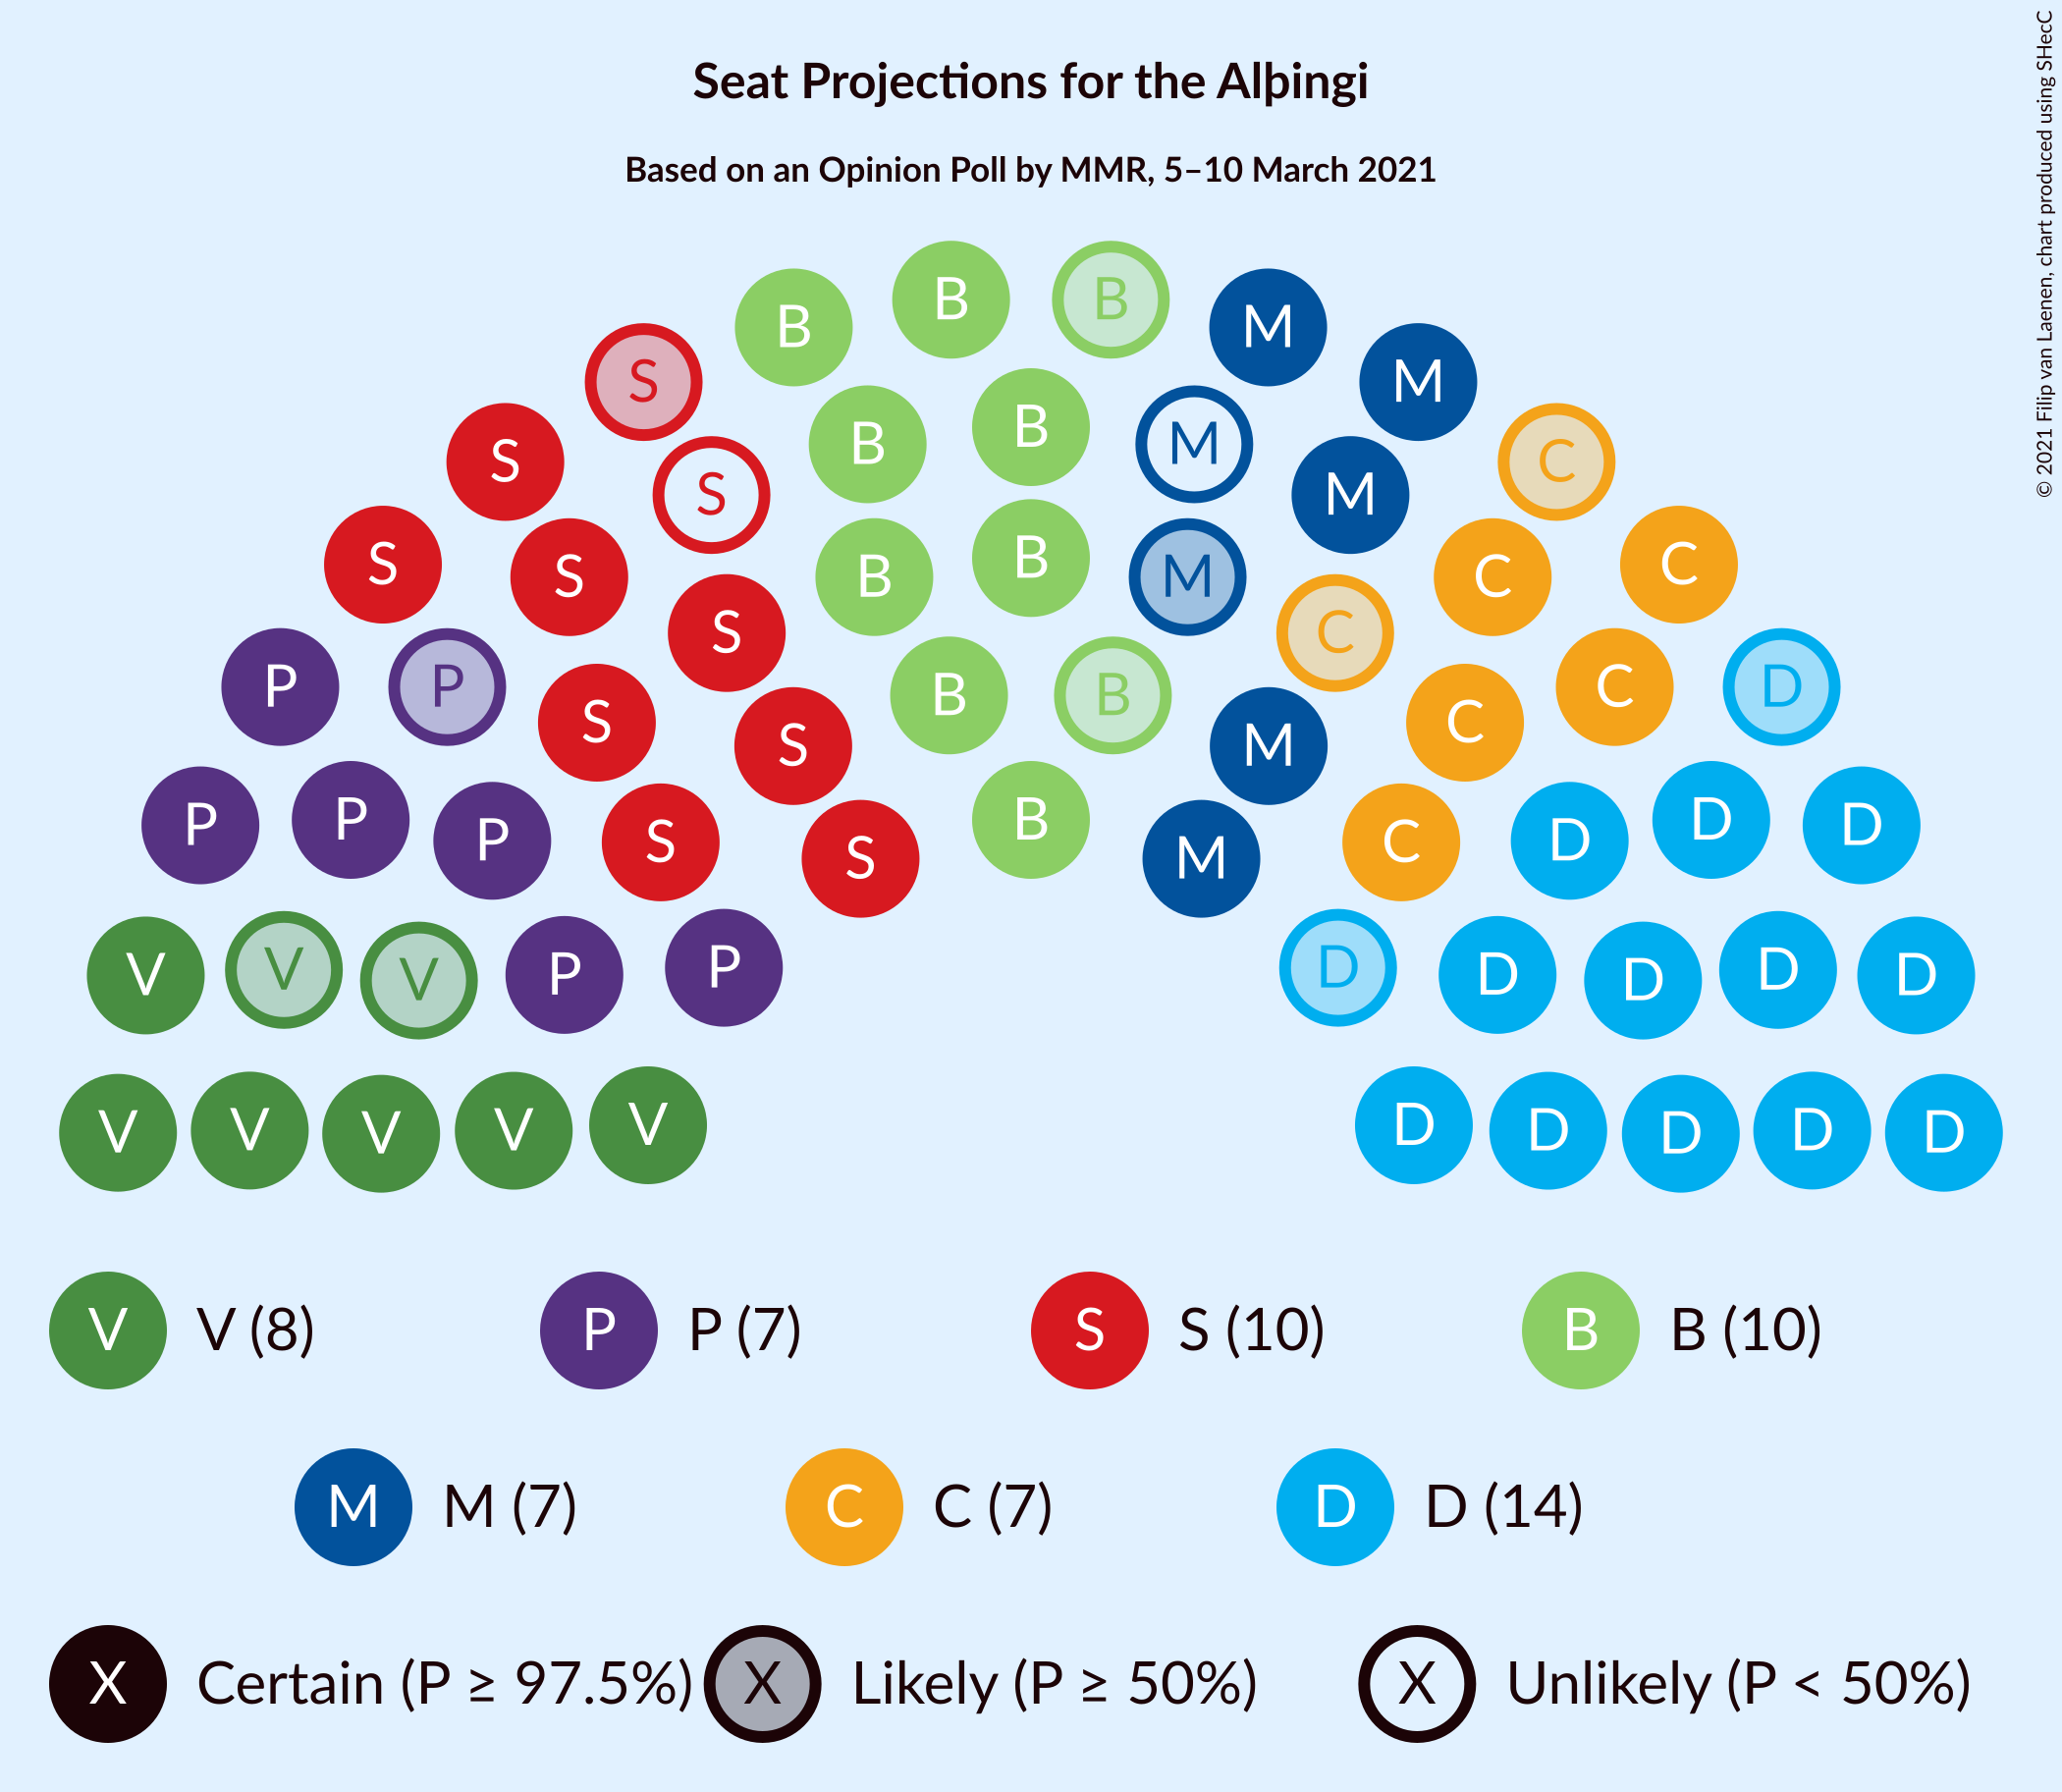 Seat Projections for the Alþingi
Based on an Opinion Poll by MMR, 5–10 March 2021
© 2021 Filip van Laenen, chart produced using SHecC
B B B
B M M
S S B B M M C
S S S B B M C C C
P P S S B B M C C D
P P P S S B M C D D D
S M
V V V P P D D D D D
V V V V V D D D D D
V V (8) P P (7) S S (10) B B (10)
M M (7) C C (7) D D (14)
X Certain (P ≥ 97.5%) X Likely (P ≥ 50%) X Unlikely (P < 50%)